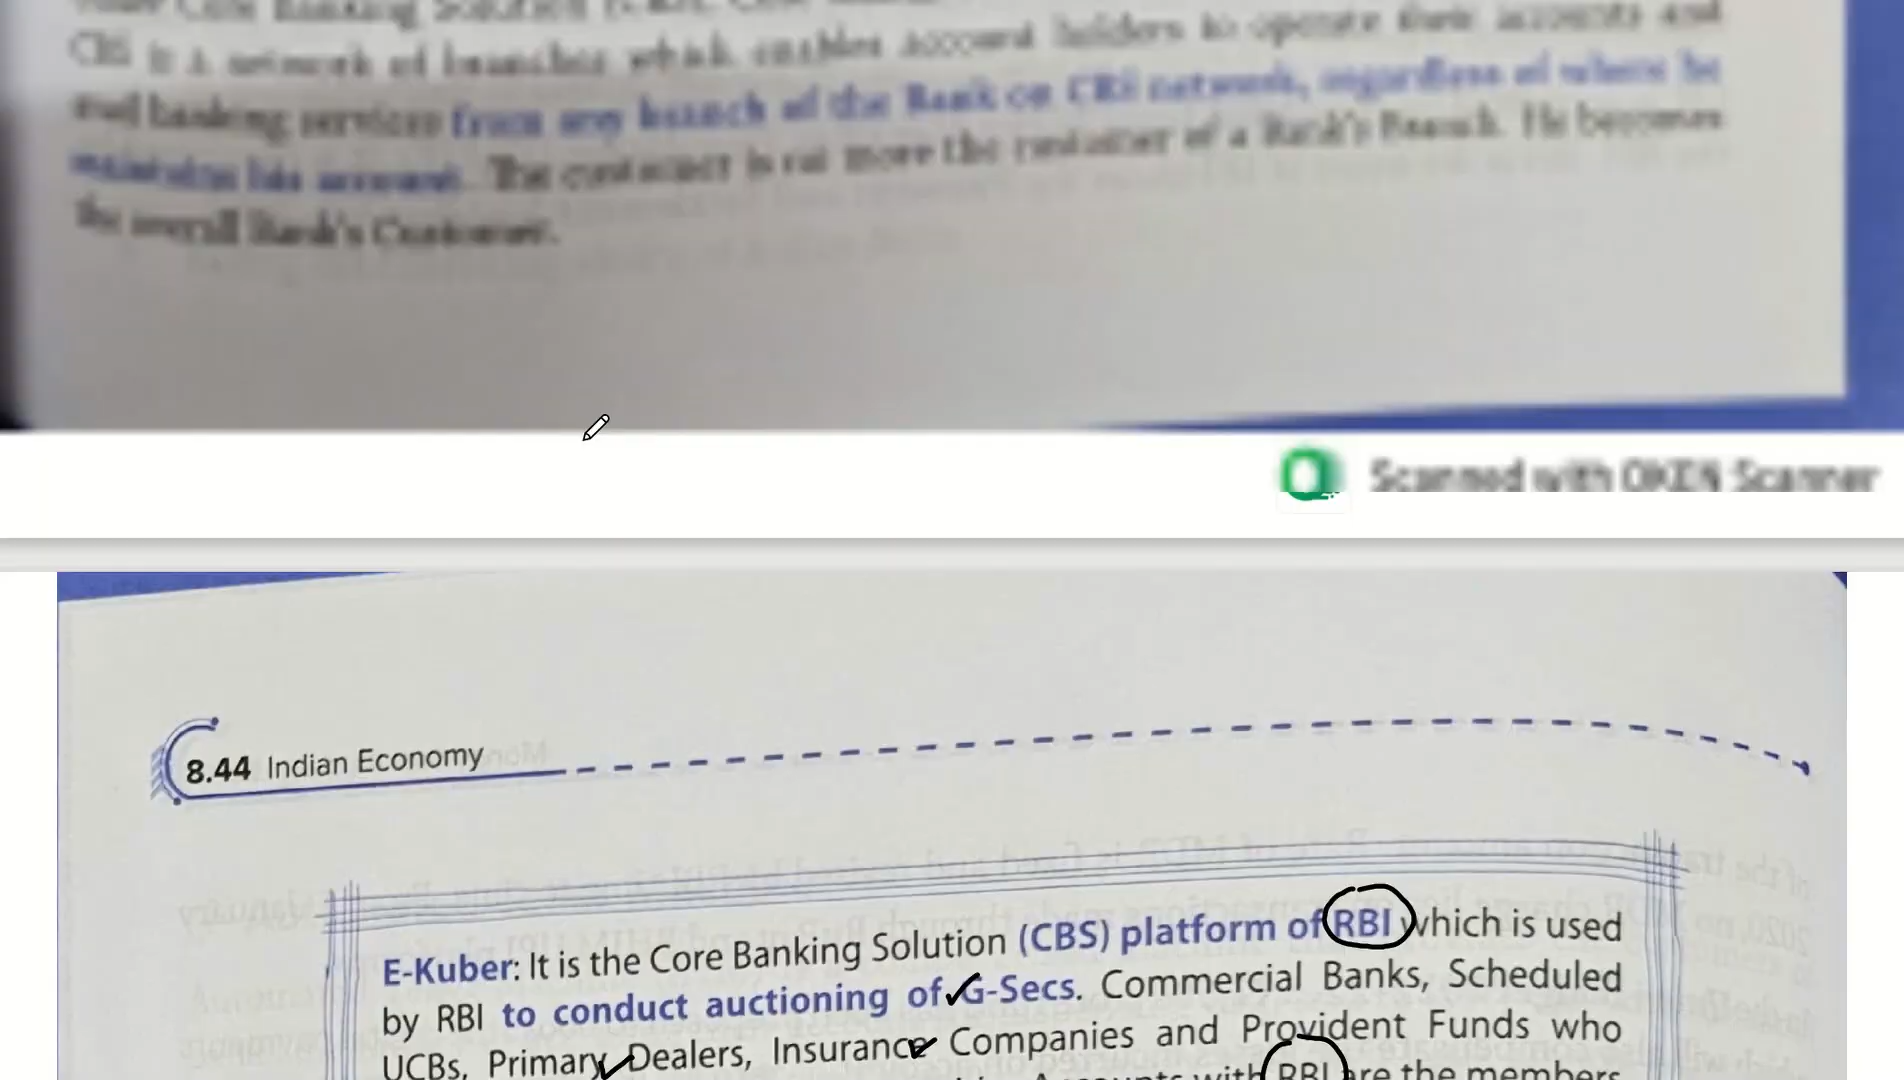 CBS is a network of branches which enables account holders to operate their accounts and
avail banking services from any branch of the Bank on CBS network, regardless of where he
maintains his account. The customer is no more the customer of a Bank's Branch. He becomes
the overall Bank's Customer.
Scanned with OKEN Scanner
8.44 Indian Economy
E-Kuber: It is the Core Banking Solution (CBS) platform of RBI which is used
by RBI to conduct auctioning of G-Secs. Commercial Banks, Scheduled
UCBs, Primary Dealers, Insurance Companies and Provident Funds who
Accounts with RBI are the members